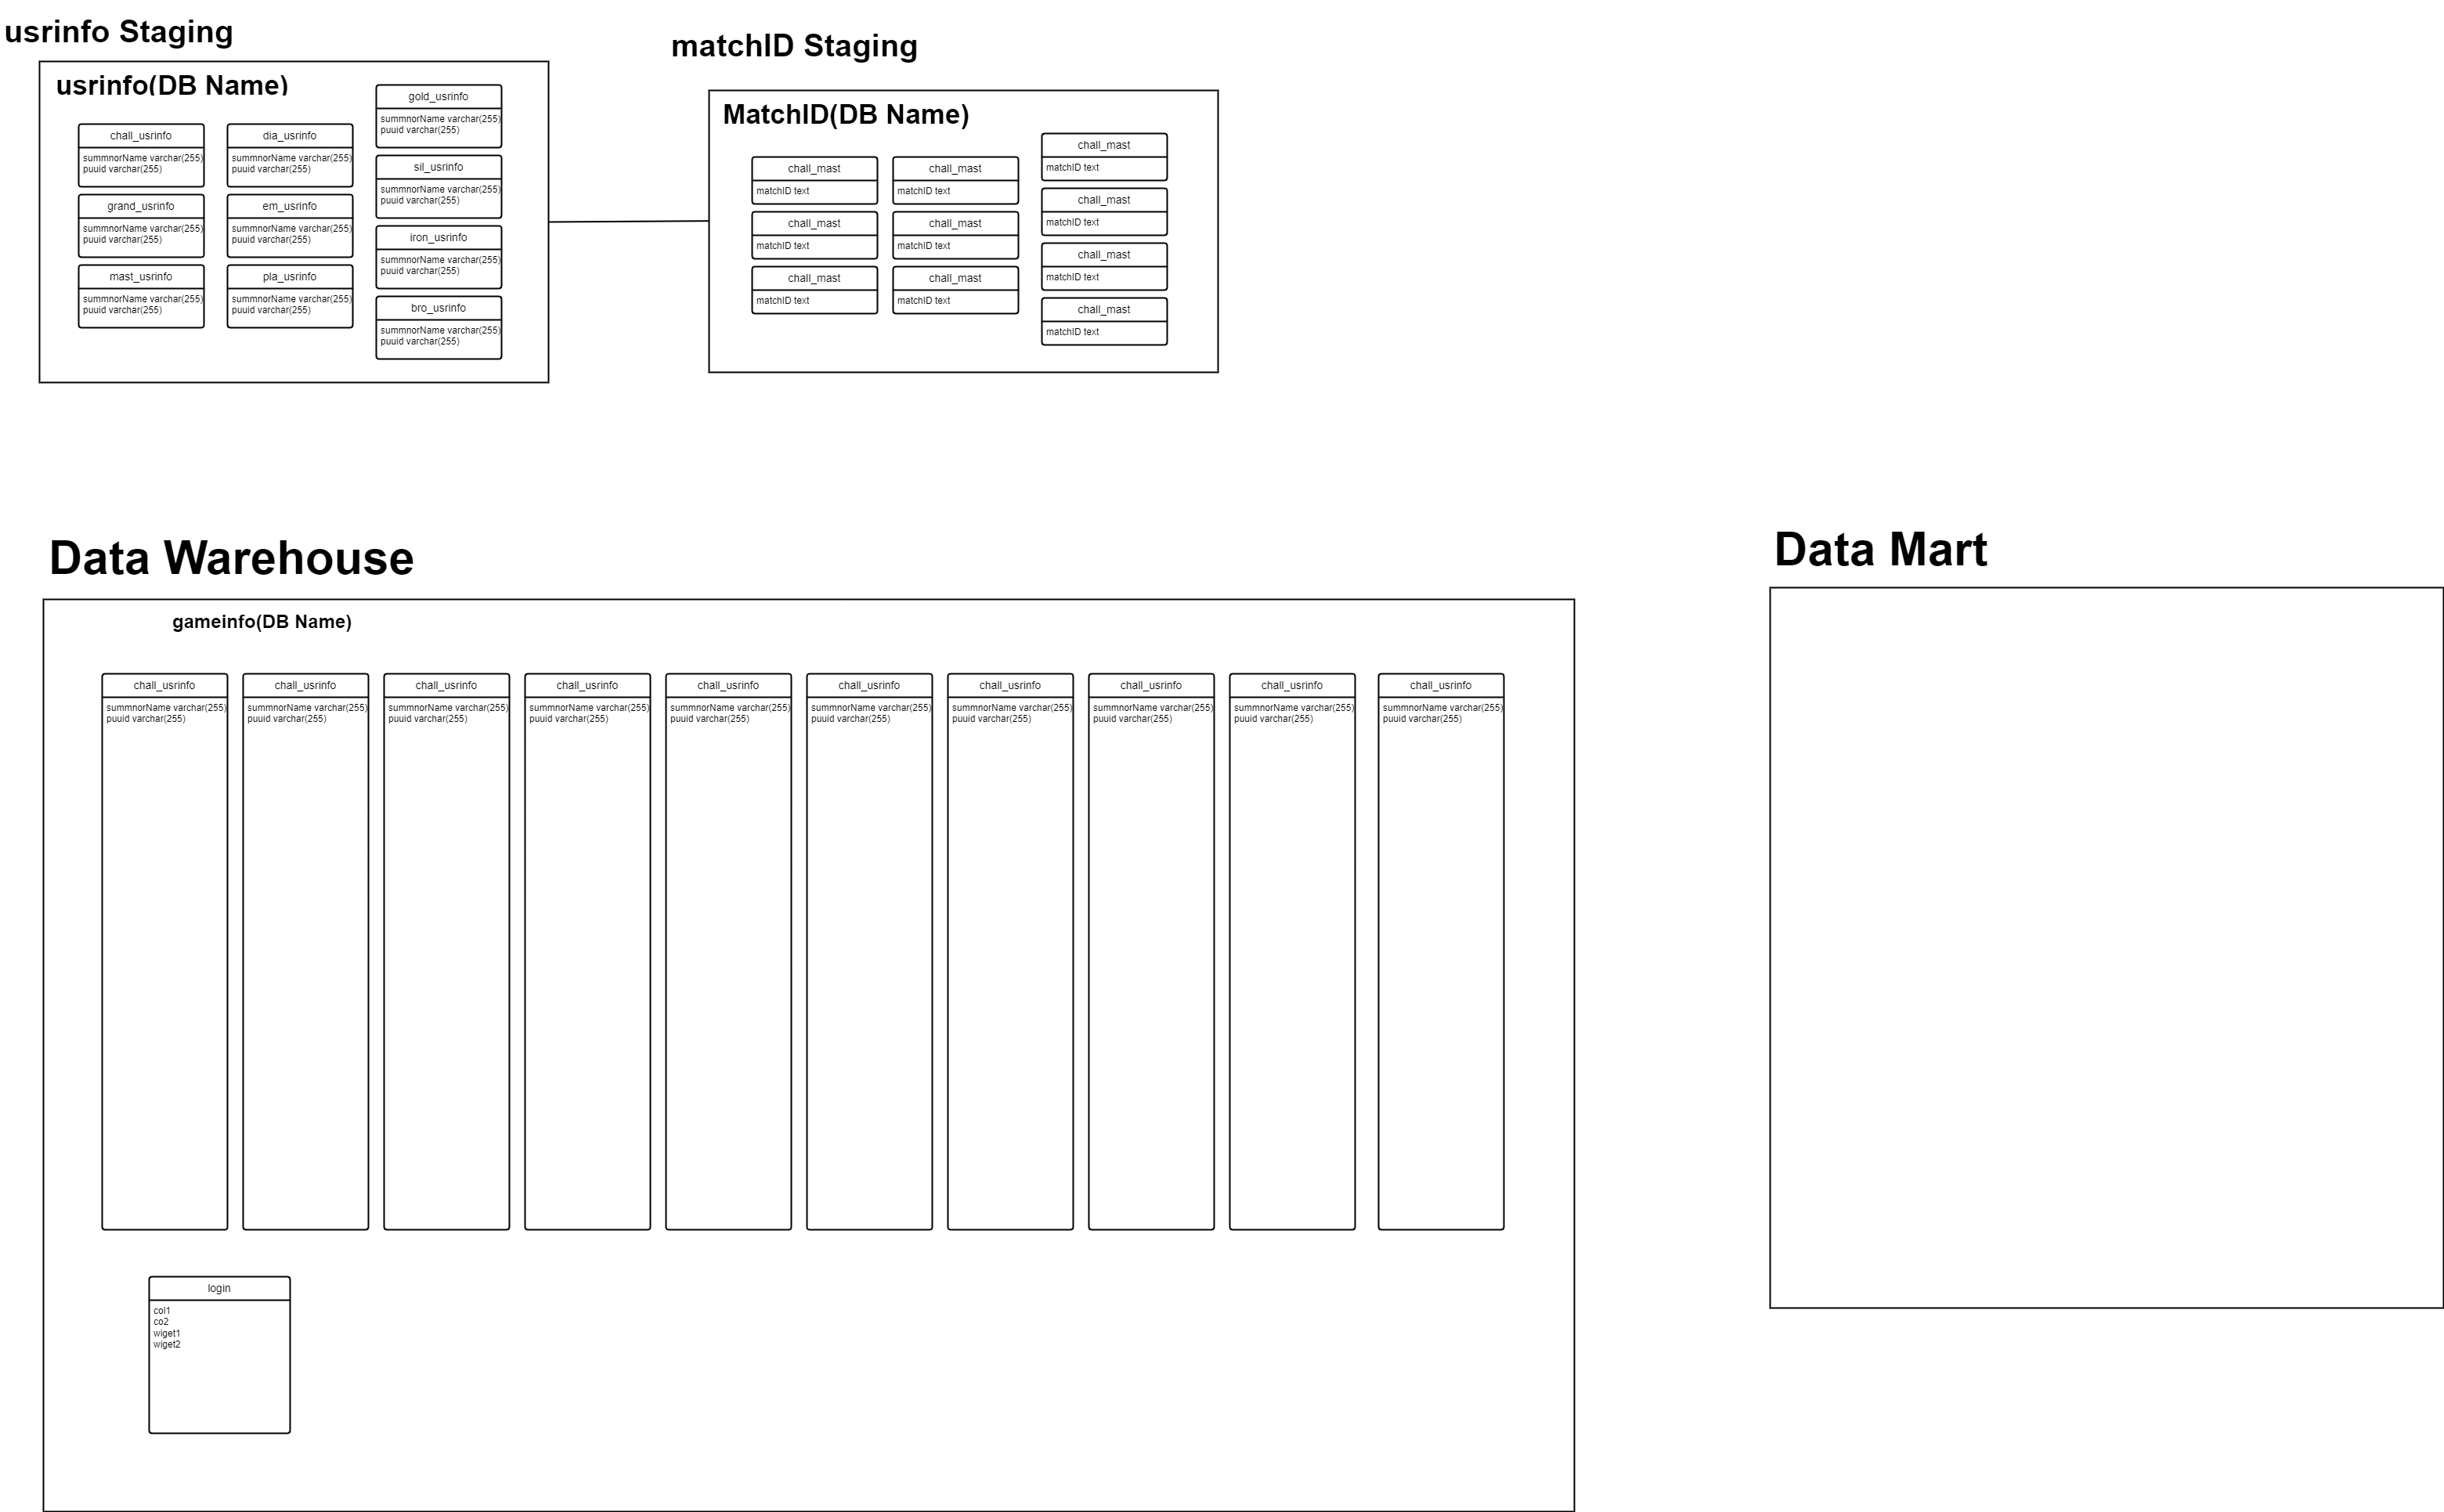 usrinfo Staging
usrinfo(DB Name)
chall_usrinfo
summnorName varchar(255)
puuid varchar(255)
grand_usrinfo
summnorName varchar(255)
puuid varchar(255)
mast_usrinfo
summnorName varchar(255)
puuid varchar(255)
dia_usrinfo
summnorName varchar(255)
puuid varchar(255)
em_usrinfo
summnorName varchar(255)
puuid varchar(255)
pla_usrinfo
summnorName varchar(255)
puuid varchar(255)
gold_usrinfo
summnorName varchar(255)
puuid varchar(255)
sil_usrinfo
summnorName varchar(255)
puuid varchar(255)
iron_usrinfo
summnorName varchar(255)
puuid varchar(255)
bro_usrinfo
summnorName varchar(255)
puuid varchar(255)
matchID Staging
MatchID(DB Name)
chall_mast
matchID text
chall_mast
matchID text
chall_mast
matchID text
chall_mast
matchID text
chall_mast
matchID text
chall_mast
matchID text
chall_mast
matchID text
chall_mast
matchID text
chall_mast
matchID text
chall_mast
matchID text
Data Warehouse
gameinfo(DB Name)
chall_usrinfo
summnorName varchar(255)
puuid varchar(255)
chall_usrinfo
summnorName varchar(255)
puuid varchar(255)
chall_usrinfo
summnorName varchar(255)
puuid varchar(255)
chall_usrinfo
summnorName varchar(255)
puuid varchar(255)
chall_usrinfo
summnorName varchar(255)
puuid varchar(255)
chall_usrinfo
summnorName varchar(255)
puuid varchar(255)
chall_usrinfo
summnorName varchar(255)
puuid varchar(255)
chall_usrinfo
summnorName varchar(255)
puuid varchar(255)
chall_usrinfo
summnorName varchar(255)
puuid varchar(255)
chall_usrinfo
summnorName varchar(255)
puuid varchar(255)
login
col1
co2
wiget1
wiget2
Data Mart